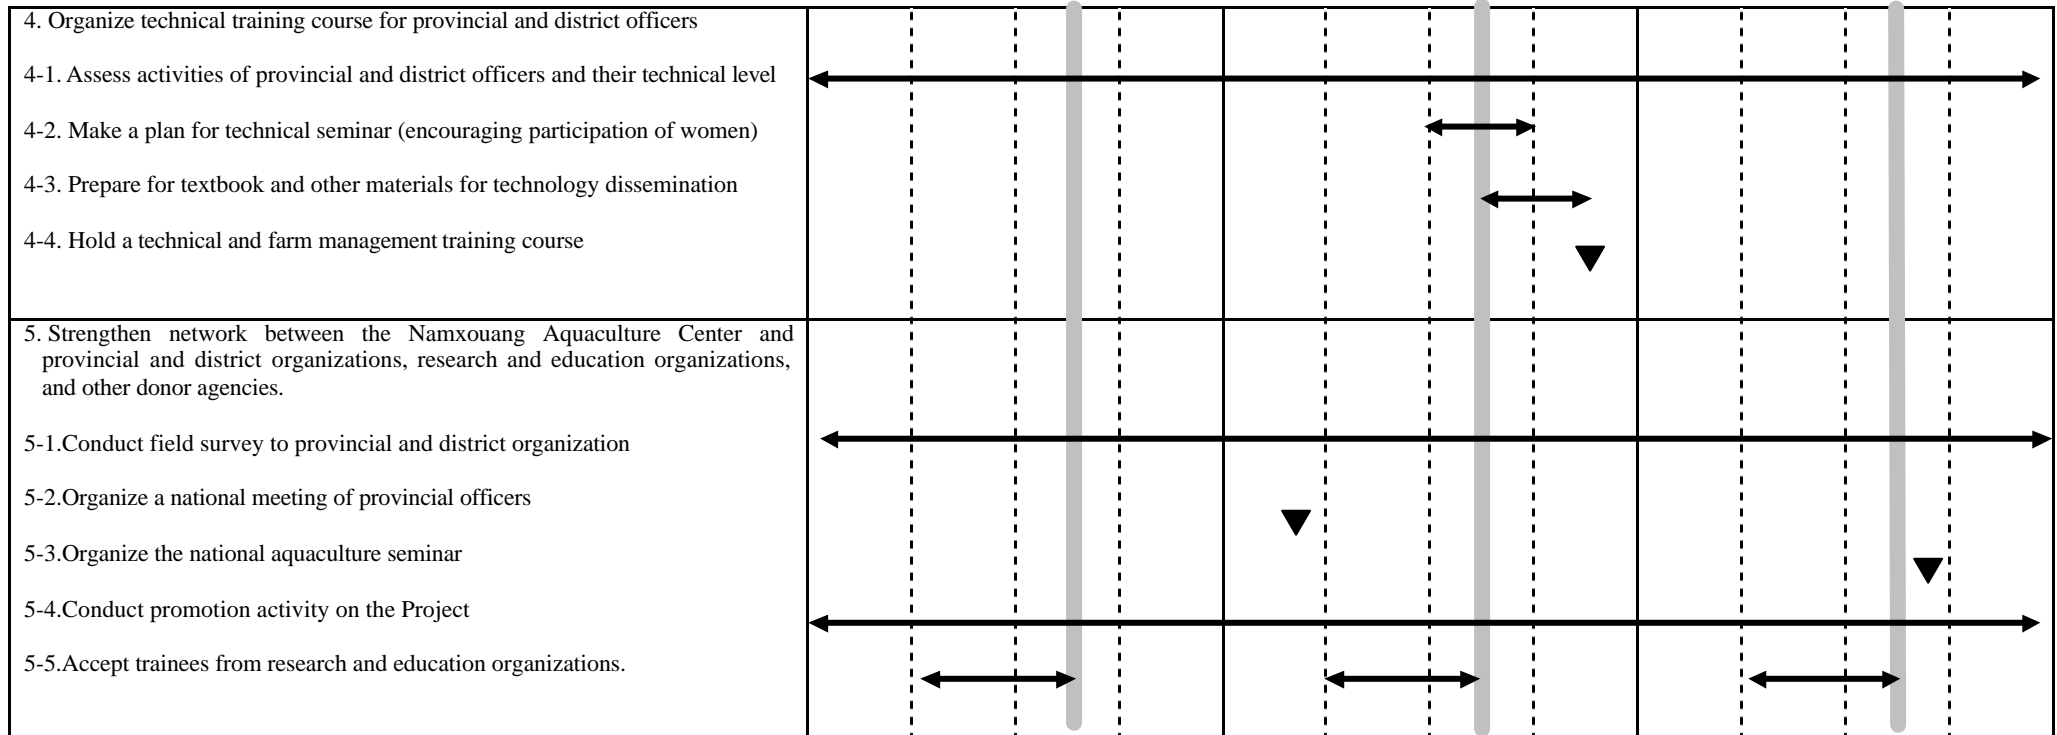 4. Organize technical training course for provincial and district officers
4-1. Assess activities of provincial and district officers and their technical level
4-2. Make a plan for technical seminar (encouraging participation of women)
4-3. Prepare for textbook and other materials for technology dissemination
4-4. Hold a technical and farm management training course
5. Strengthen network between the Namxouang Aquaculture Center and
provincial and district organizations, research and education organizations,
and other donor agencies.
5-1.Conduct field survey to provincial and district organization
5-2.Organize a national meeting of provincial officers
5-3.Organize the national aquaculture seminar
5-4.Conduct promotion activity on the Project
5-5.Accept trainees from research and education organizations.